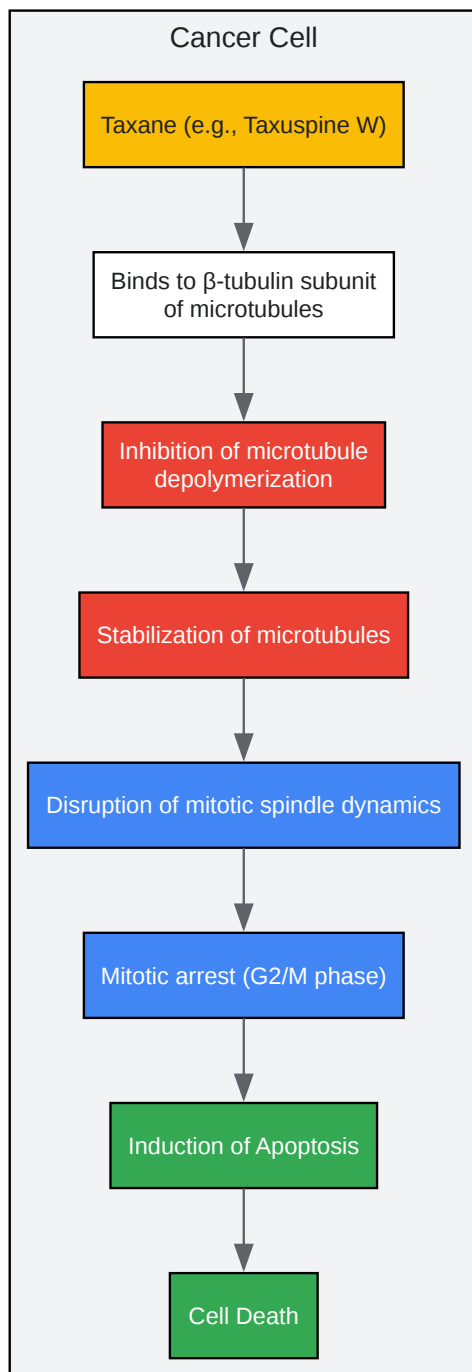 Cancer Cell
Taxane (e.g., Taxuspine W)
Binds to β-tubulin subunit
of microtubules
Inhibition of microtubule
depolymerization
Stabilization of microtubules
Disruption of mitotic spindle dynamics
Mitotic arrest (G2/M phase)
Induction of Apoptosis
Cell Death